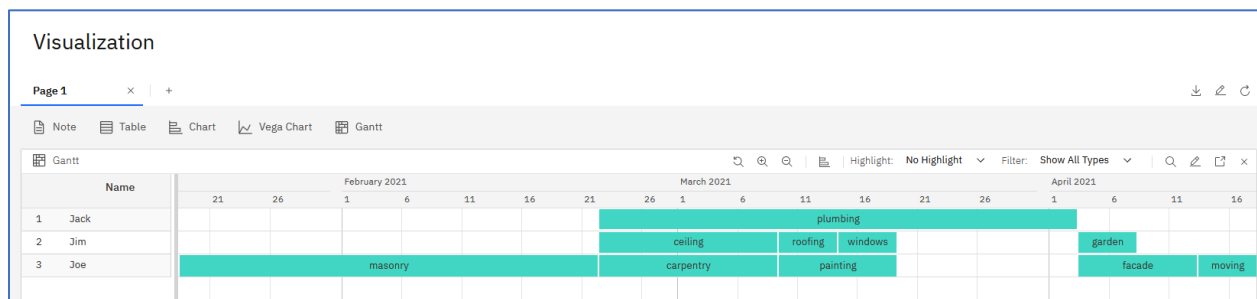 Visualization
Page 1 × +
Note Table Chart Vega Chart Gantt
Gantt Highlight: No Highlight Filter: Show All Types ×
Name February 2021 March 2021 April 2021
21 26 1 6 11 16 21 26 1 6 11 16 21 26 1 6 11 16
1 Jack plumbing
2 Jim ceiling roofing windows garden
3 Joe masonry carpentry painting facade moving